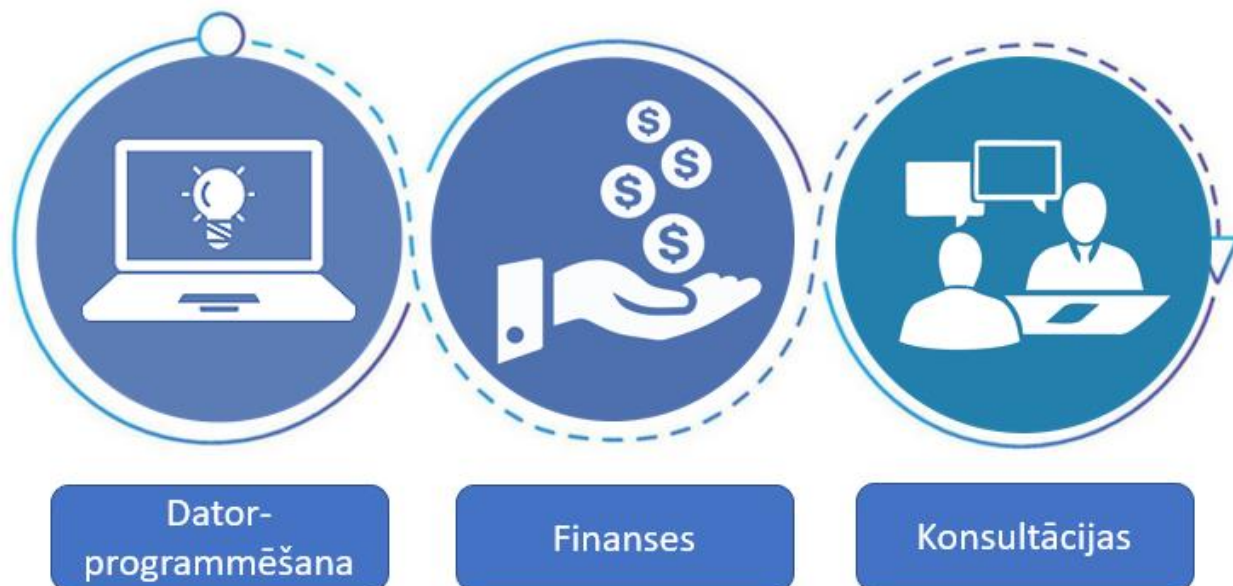 Dator-
programmēšana
Finanses
Konsultācijas
$
$
$
$